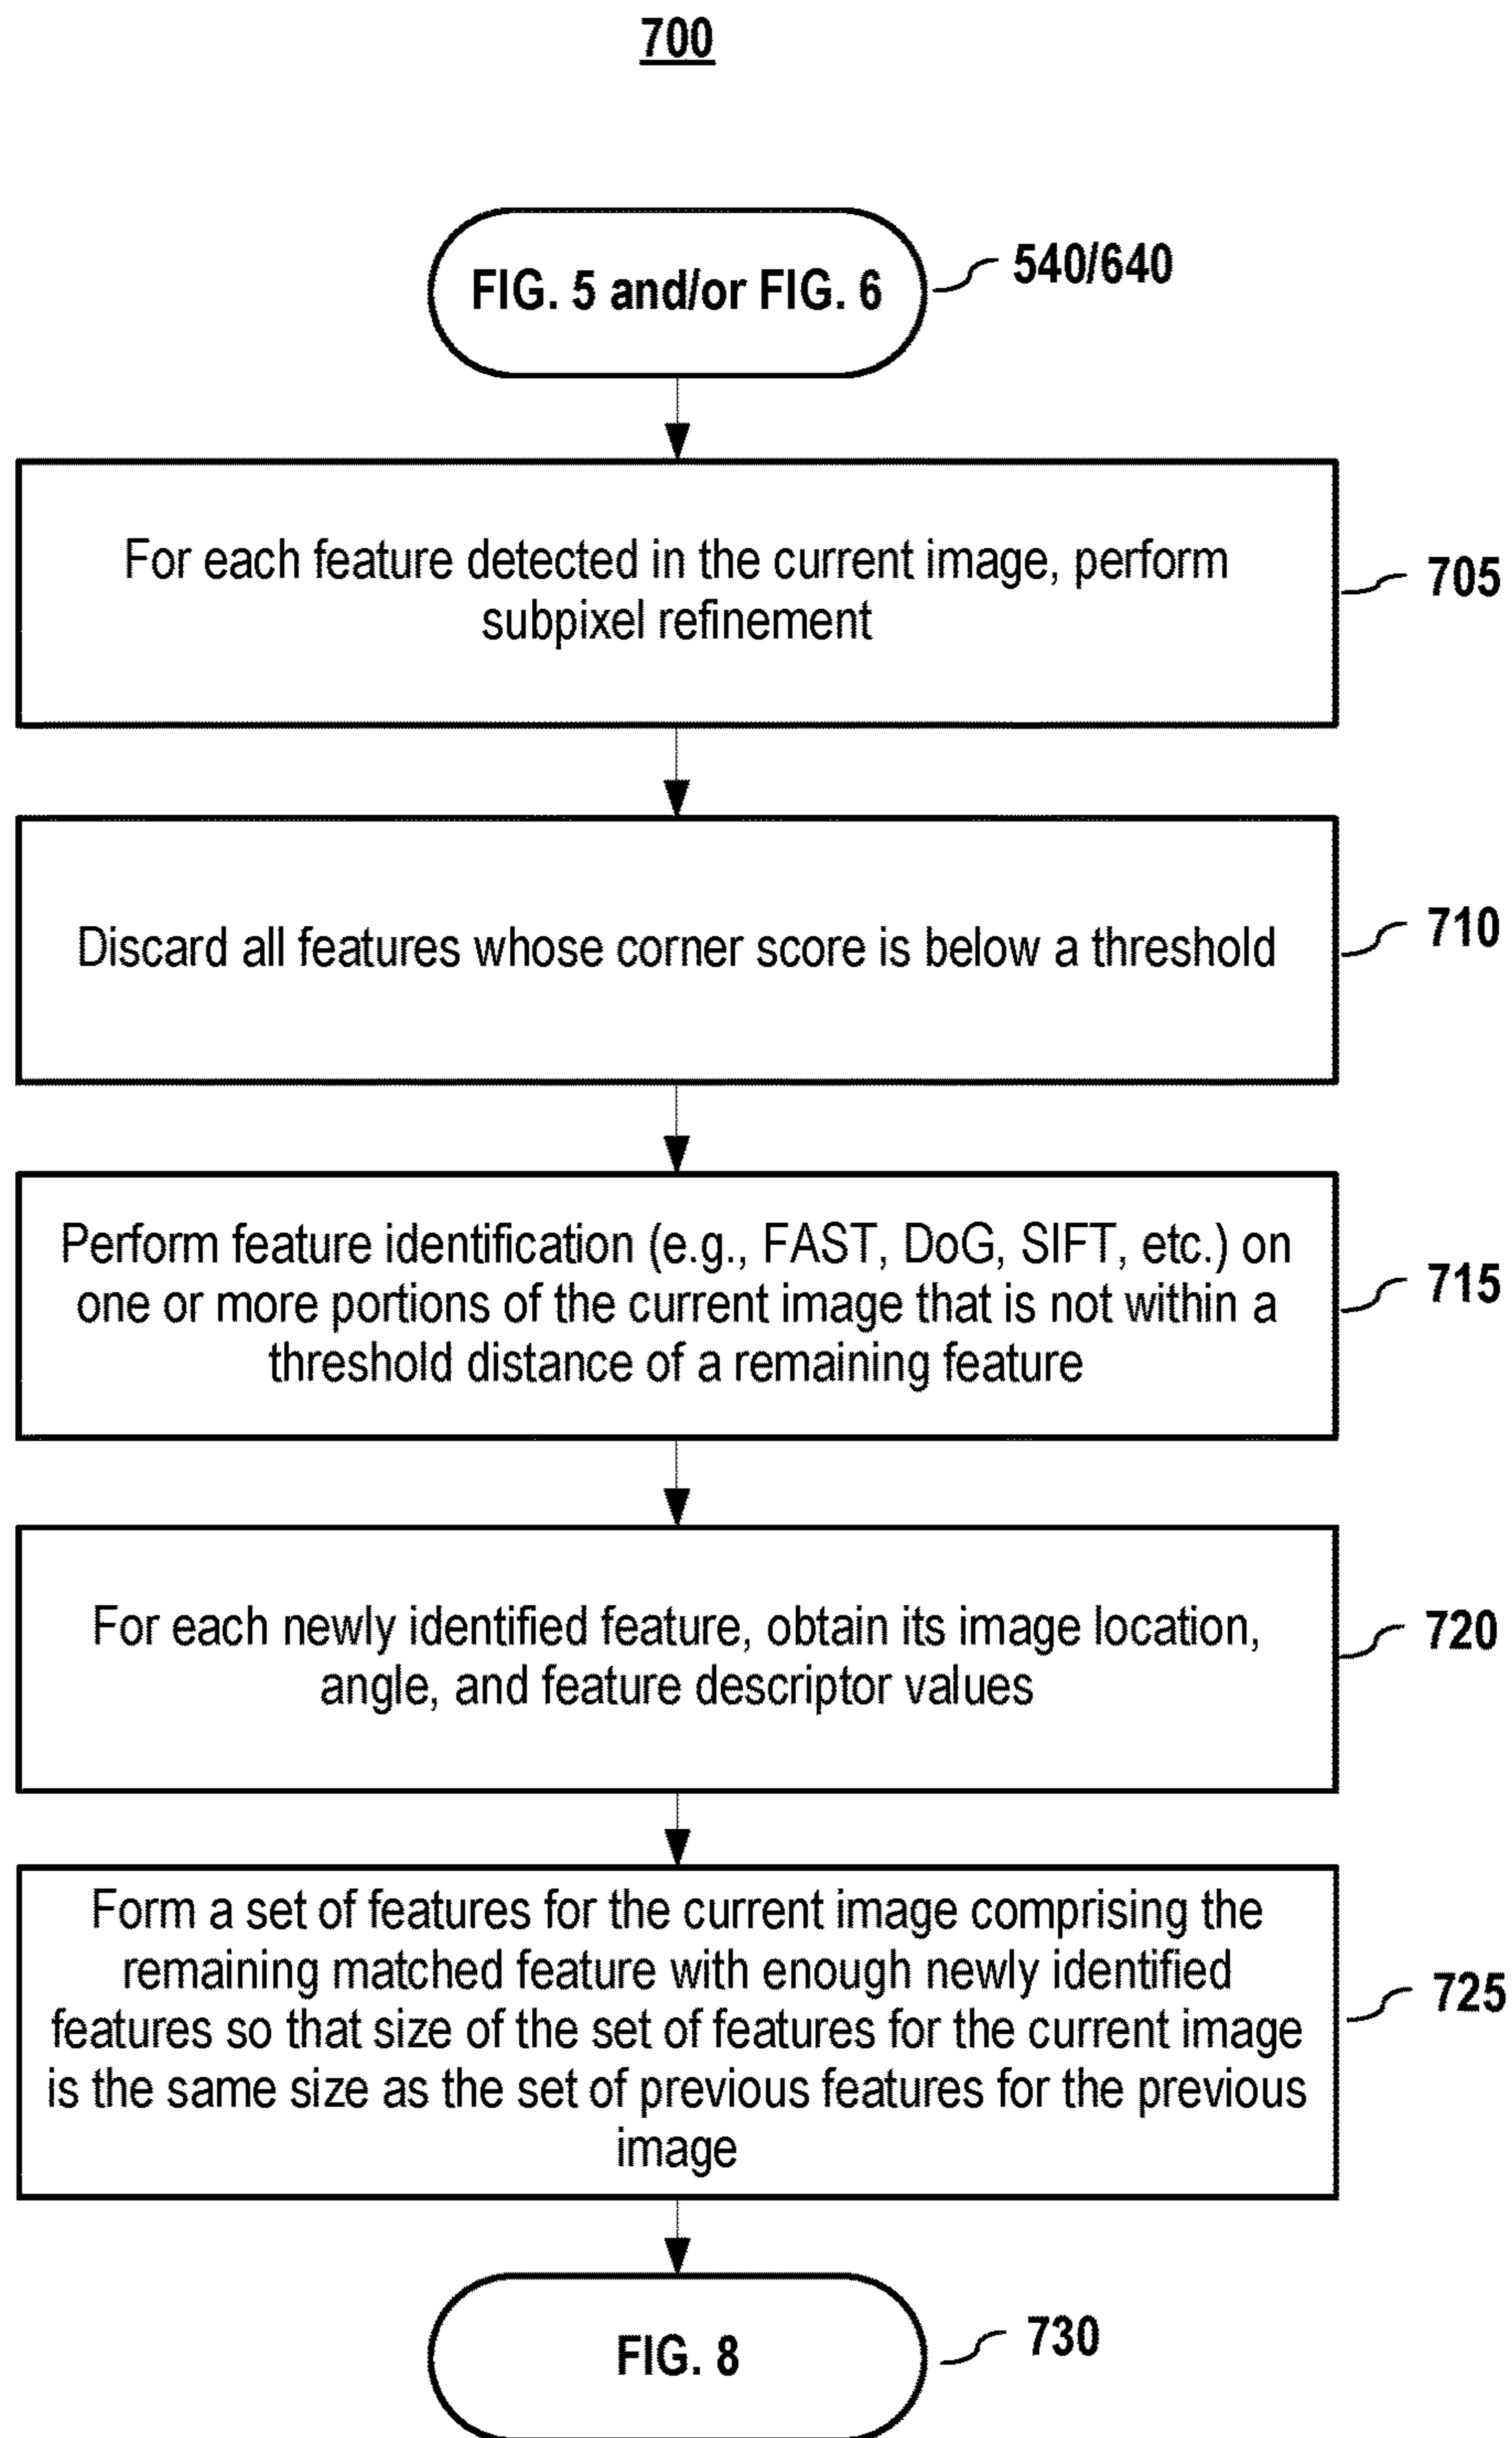 700
FIG. 5 and/or FIG. 6
540/640
For each feature detected in the current image, perform
subpixel refinement
705
Discard all features whose corner score is below a threshold
710
Perform feature identification (e.g., FAST, DoG, SIFT, etc.) on
one or more portions of the current image that is not within a
threshold distance of a remaining feature
715
For each newly identified feature, obtain its image location,
angle, and feature descriptor values
720
Form a set of features for the current image comprising the
remaining matched feature with enough newly identified
features so that size of the set of features for the current image
is the same size as the set of previous features for the previous
image
725
FIG. 8
730